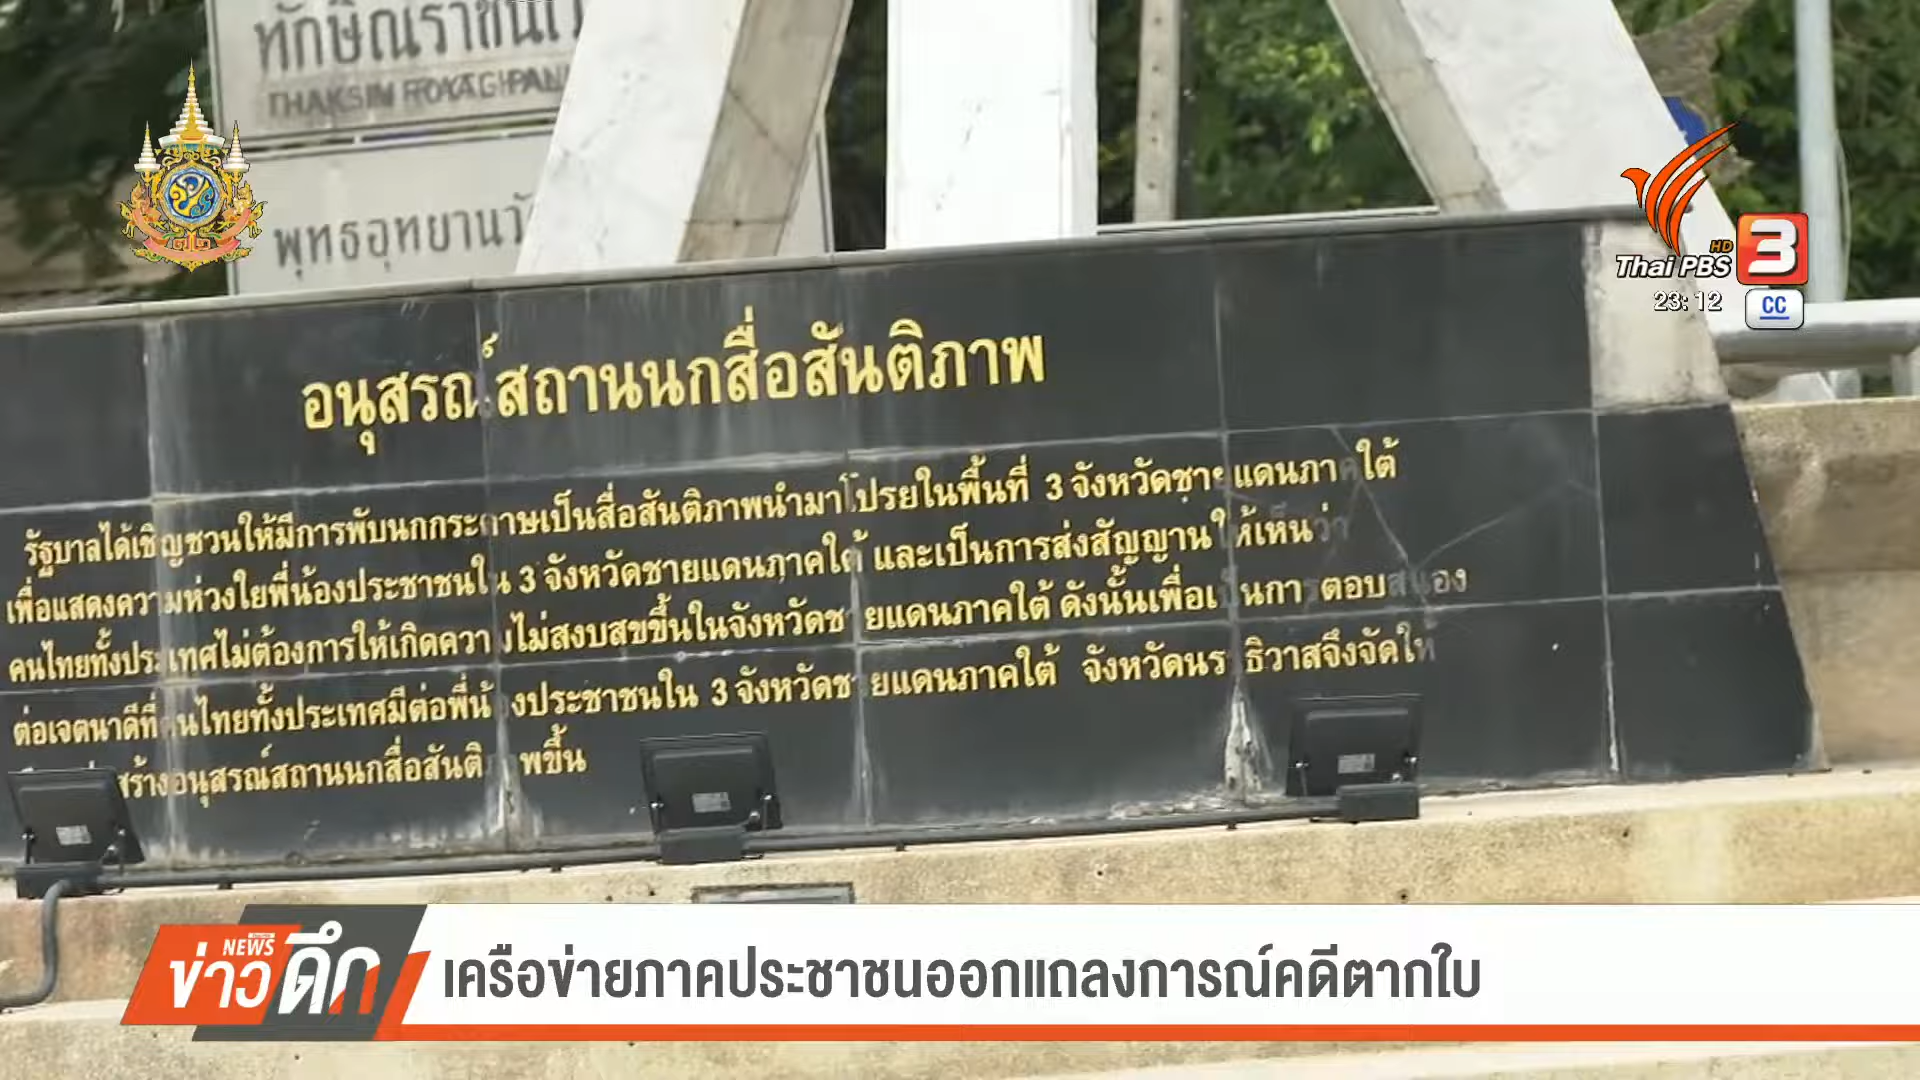 ทักษิณราชนิเว
THAKSIN ROYAL PAL
พุทธอุทยานวั
HD
Thai PBS
3
23:12
CC
อนุสรณ์สถานนกสื่อสันติภาพ
รัฐบาลได้เชิญชวนให้มีการพับนกกระดาษเป็นสื่อสันติภาพนำมาโปรยในพื้นที่ 3 จังหวัดชายแดนภาคใต้
เพื่อแสดงความห่วงใยพี่น้องประชาชนใน 3 จังหวัดชายแดนภาคใต้ และเป็นการส่งสัญญานให้เห็นว่า
คนไทยทั้งประเทศไม่ต้องการให้เกิดความไม่สงบสุขขึ้นในจังหวัดชายแดนภาคใต้ ดังนั้นเพื่อเป็นการตอบสนอง
ต่อเจตนาดีที่คนไทยทั้งประเทศมีต่อพี่น้องประชาชนใน 3 จังหวัดชายแดนภาคใต้ จังหวัดนราธิวาสจึงจัดให้
สร้างอนุสรณ์สถานนกสื่อสันติภาพขึ้น
NEWS
ข่าวดึก
เครือข่ายภาคประชาชนออกแถลงการณ์คดีตากใบ